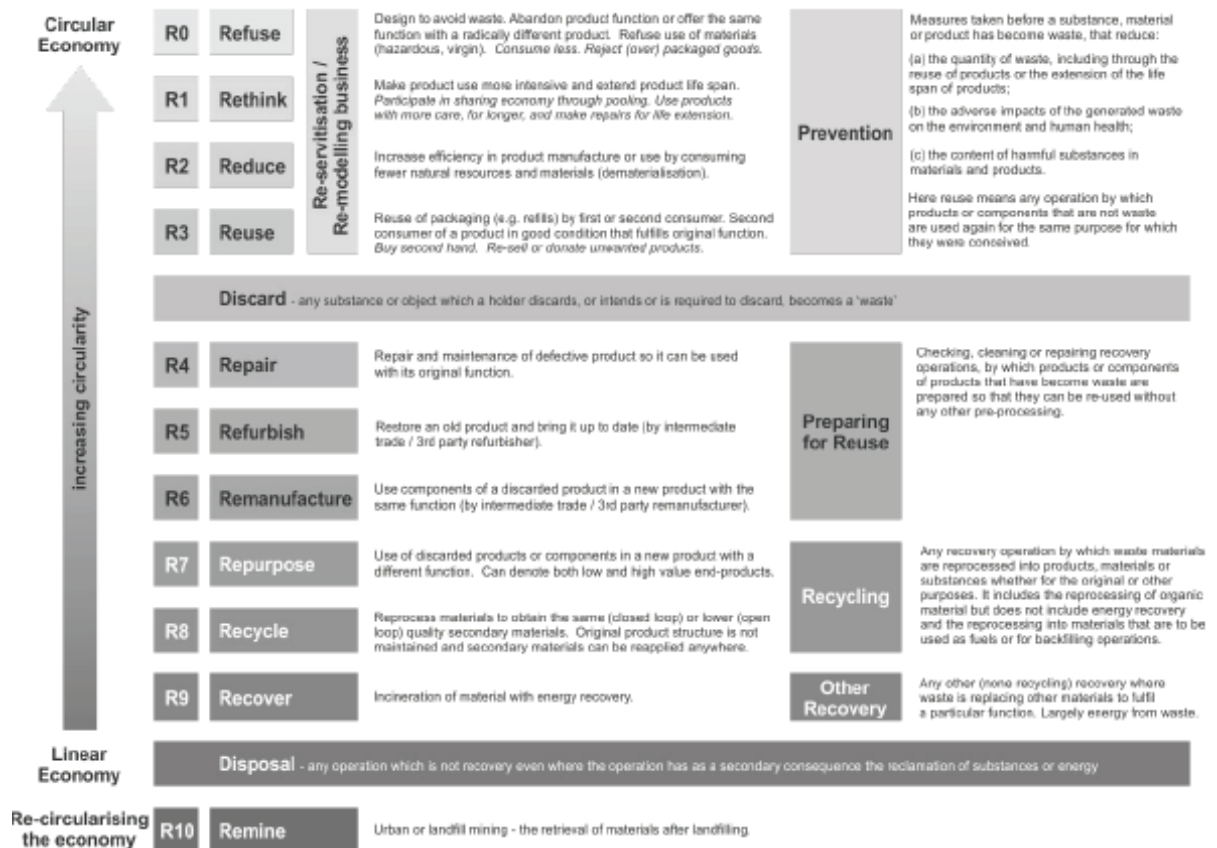 Circular
Economy
R0 Refuse
Design to avoid waste. Abandon product function or offer the same
function with a radically different product. Refuse use of materials
(hazardous, virgin). Consume less. Reject (over) packaged goods.
R1 Rethink
Make product use more intensive and extend product life span.
Participate in sharing economy through pooling. Use products
with more care, for longer, and make repairs for life extension.
R2 Reduce
Increase efficiency in product manufacture or use by consuming
fewer natural resources and materials (dematerialisation).
R3 Reuse
Reuse of packaging (e.g. refills) by first or second consumer. Second
consumer of a product in good condition that fulfills original function.
Buy second hand. Re-sell or donate unwanted products.
Re-servitisation /
Re-modelling business
Prevention
Measures taken before a substance, material
or product has become waste, that reduce:
(a) the quantity of waste, including through the
reuse of products or the extension of the life
span of products;
(b) the adverse impacts of the generated waste
on the environment and human health;
(c) the content of harmful substances in
materials and products.
Here reuse means any operation by which
products or components that are not waste
are used again for the same purpose for which
they were conceived.
Discard - any substance or object which a holder discards, or intends or is required to discard, becomes a 'waste'
increasing circularity
R4 Repair
Repair and maintenance of defective product so it can be used
with its original function.
R5 Refurbish
Restore an old product and bring it up to date (by intermediate
trade / 3rd party refurbisher).
R6 Remanufacture
Use components of a discarded product in a new product with the
same function (by intermediate trade / 3rd party remanufacturer).
Preparing
for Reuse
Checking, cleaning or repairing recovery
operations, by which products or components
of products that have become waste are
prepared so that they can be re-used without
any other pre-processing.
R7 Repurpose
Use of discarded products or components in a new product with a
different function. Can denote both low and high value end-products.
R8 Recycle
Reprocess materials to obtain the same (closed loop) or lower (open
loop) quality secondary materials. Original product structure is not
maintained and secondary materials can be reapplied anywhere.
Recycling
Any recovery operation by which waste materials
are reprocessed into products, materials or
substances whether for the original or other
purposes. It includes the reprocessing of organic
material but does not include energy recovery
and the reprocessing into materials that are to be
used as fuels or for backfilling operations.
R9 Recover
Incineration of material with energy recovery.
Other
Recovery
Any other (none recycling) recovery where
waste is replacing other materials to fulfil
a particular function. Largely energy from waste.
Linear
Economy
Disposal - any operation which is not recovery even where the operation has as a secondary consequence the reclamation of substances or energy
Re-circularising
the economy
R10 Remine
Urban or landfill mining - the retrieval of materials after landfilling.